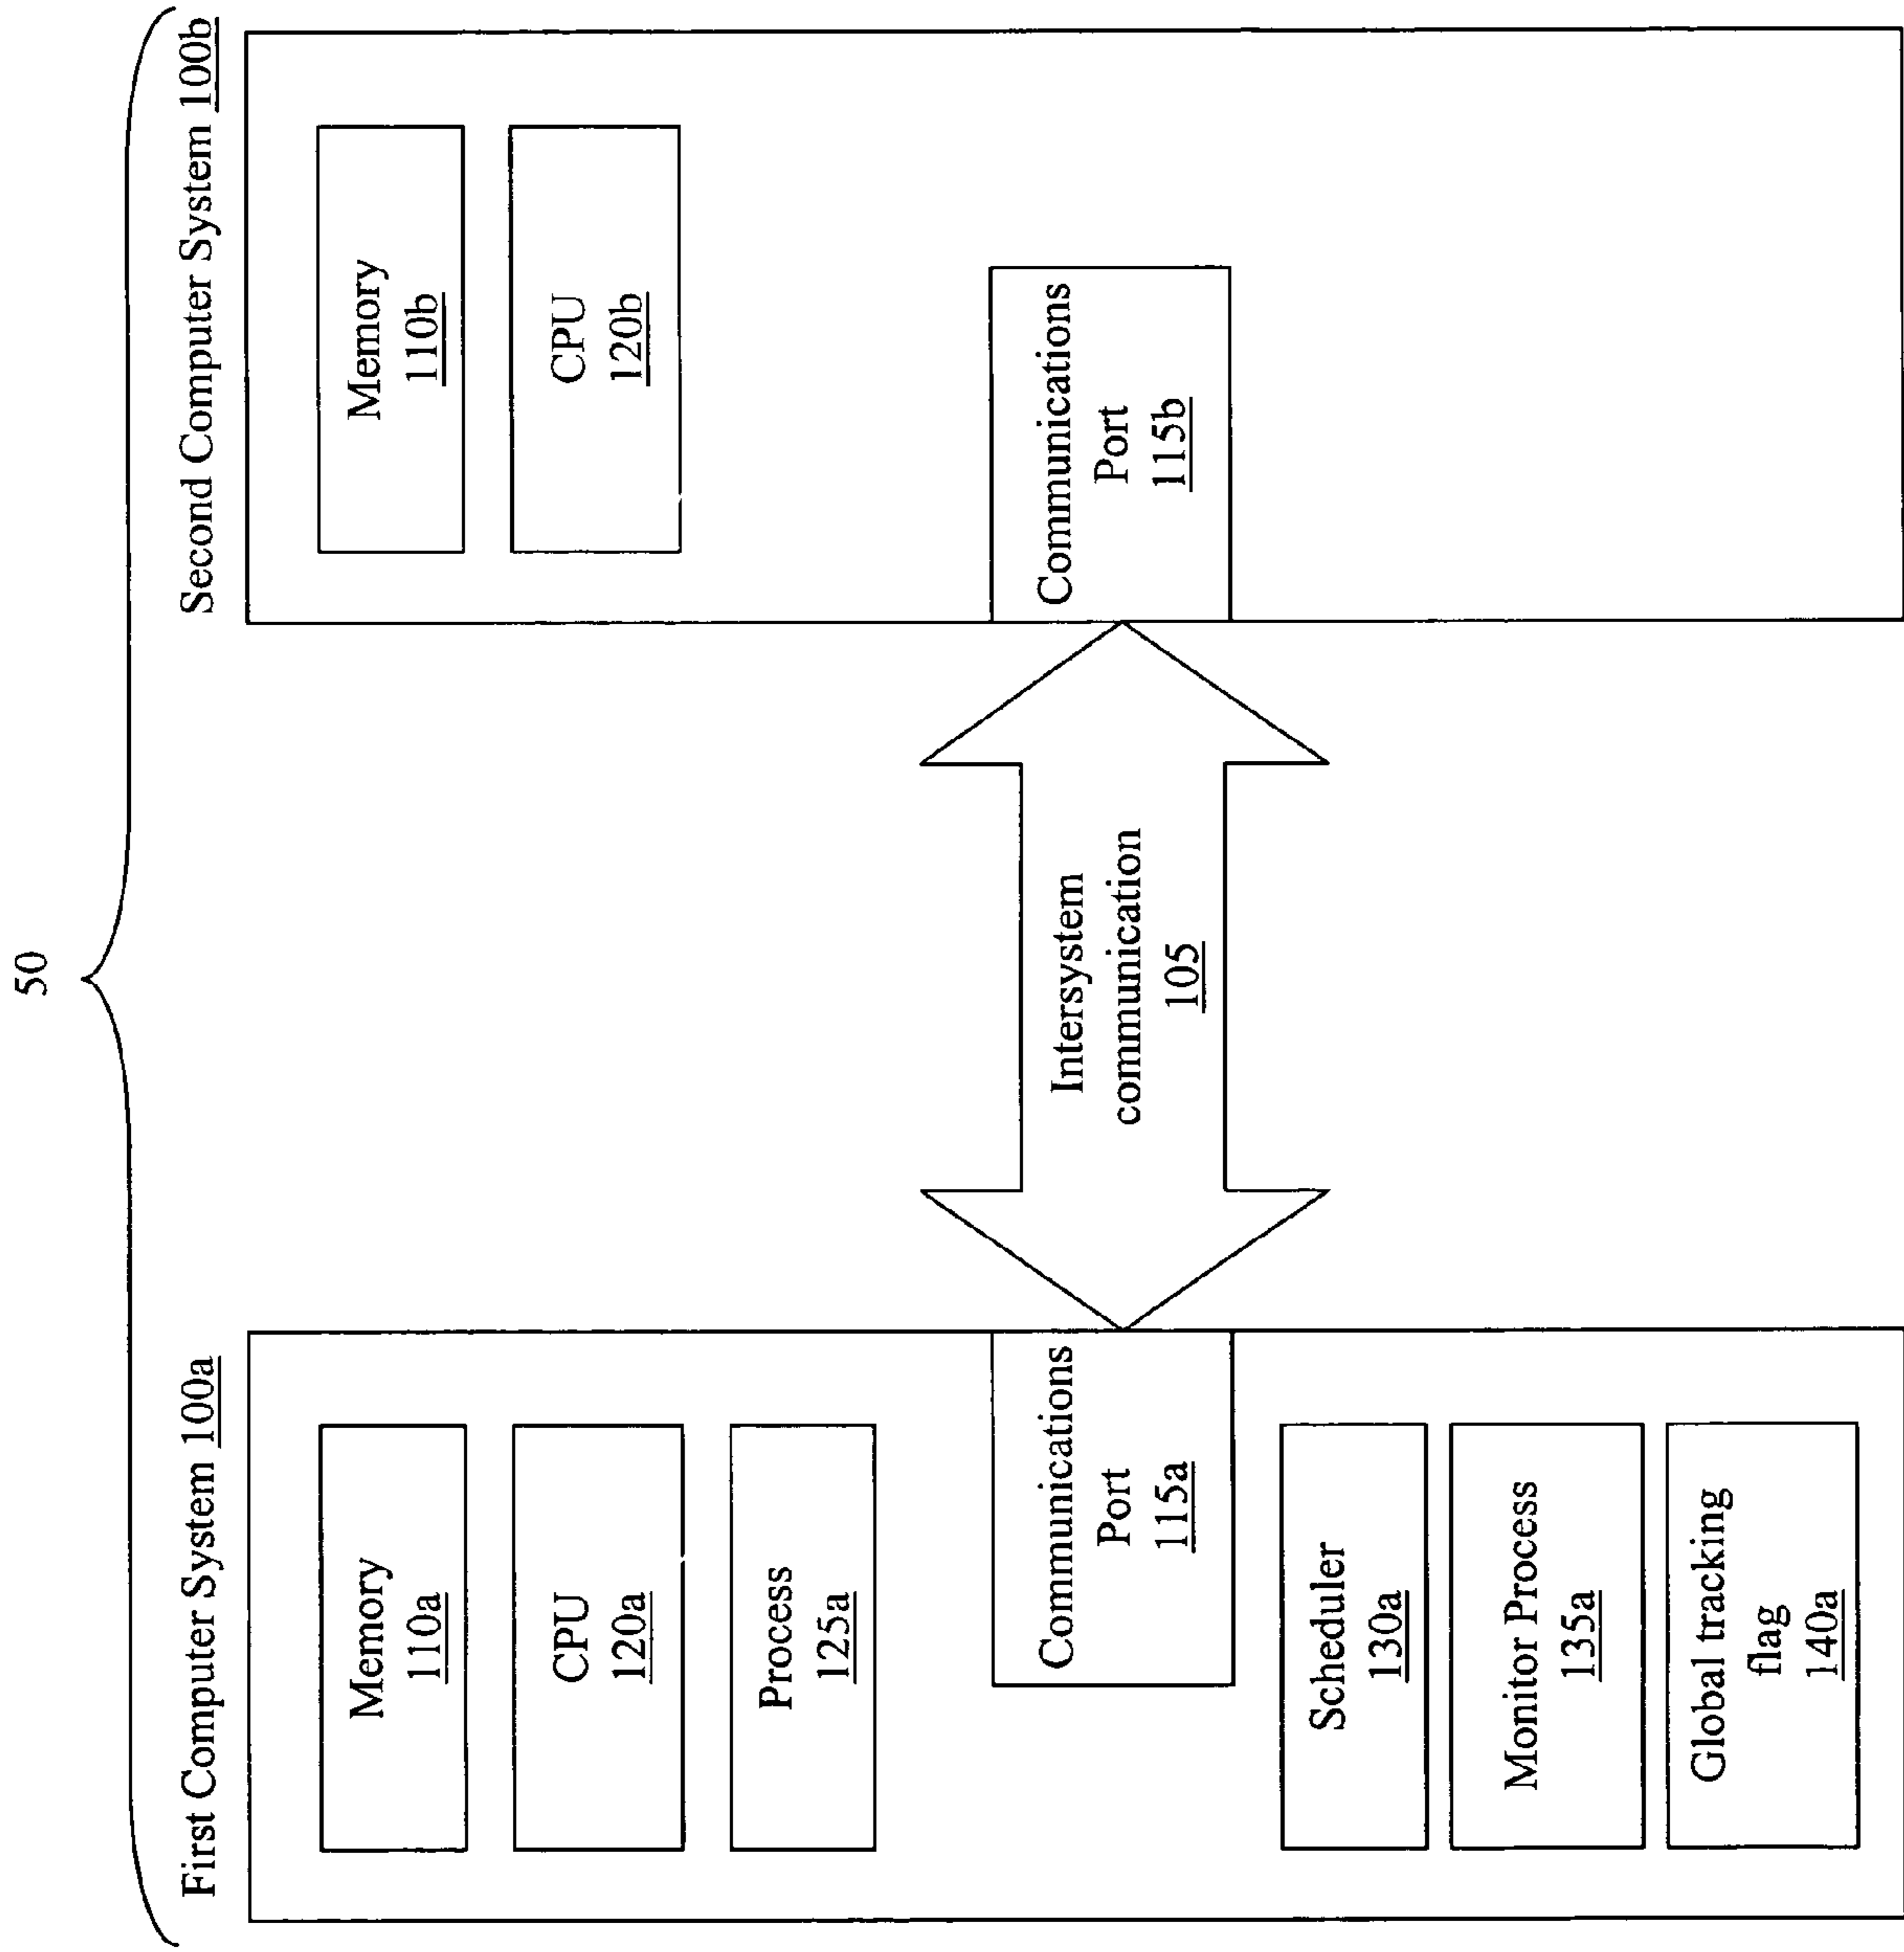 50
First Computer System 100a
Memory
110a
CPU
120a
Process
125a
Communications
Port
115a
Scheduler
130a
Monitor Process
135a
Global tracking
flag
140a
Intersystem
communication
105
Second Computer System 100b
Memory
110b
CPU
120b
Communications
Port
115b